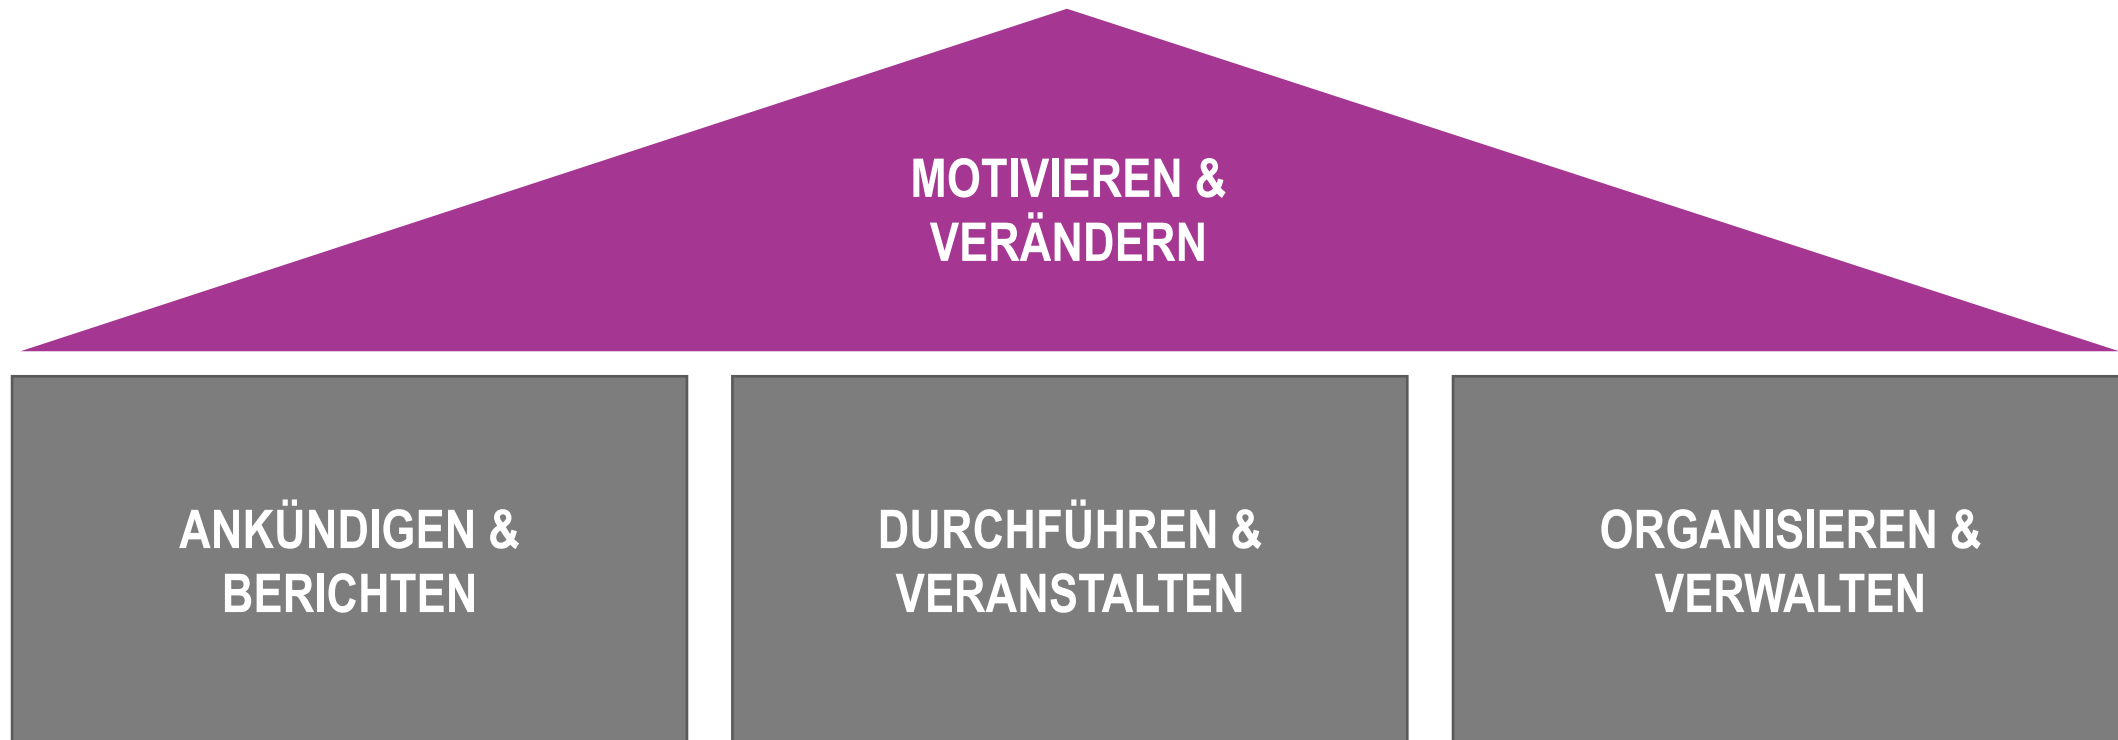 MOTIVIEREN &
VERÄNDERN
ANKÜNDIGEN &
BERICHTEN
DURCHFÜHREN &
VERANSTALTEN
ORGANISIEREN &
VERWALTEN